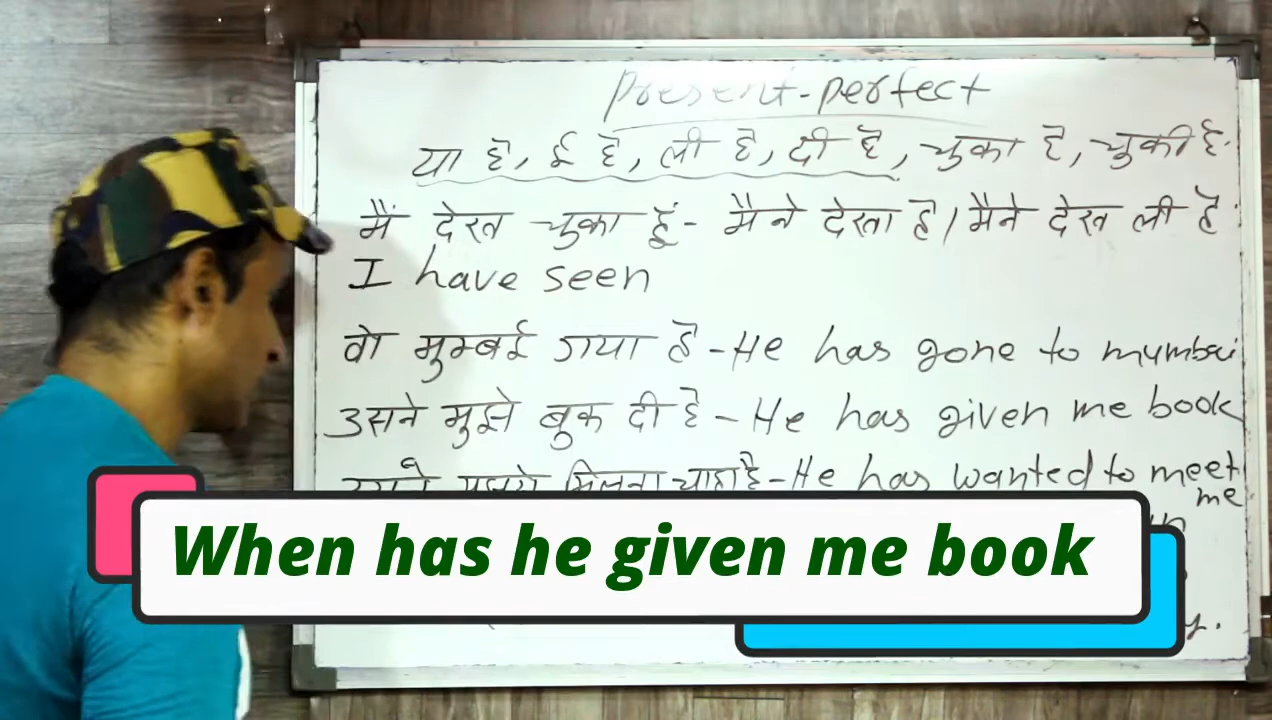 Present-perfect
या है, ई है, ली है, दी है, चुका है, चुकी है.
मैं देख चुका हूं - मैने देखा है / मैने देख ली है
I have seen
वो मुम्बई गया है - He has gone to mumbai
उसने मुझे बुक दी है - He has given me book
मिलना चाहा है - He has wanted to meet
me
When has he given me book
y.